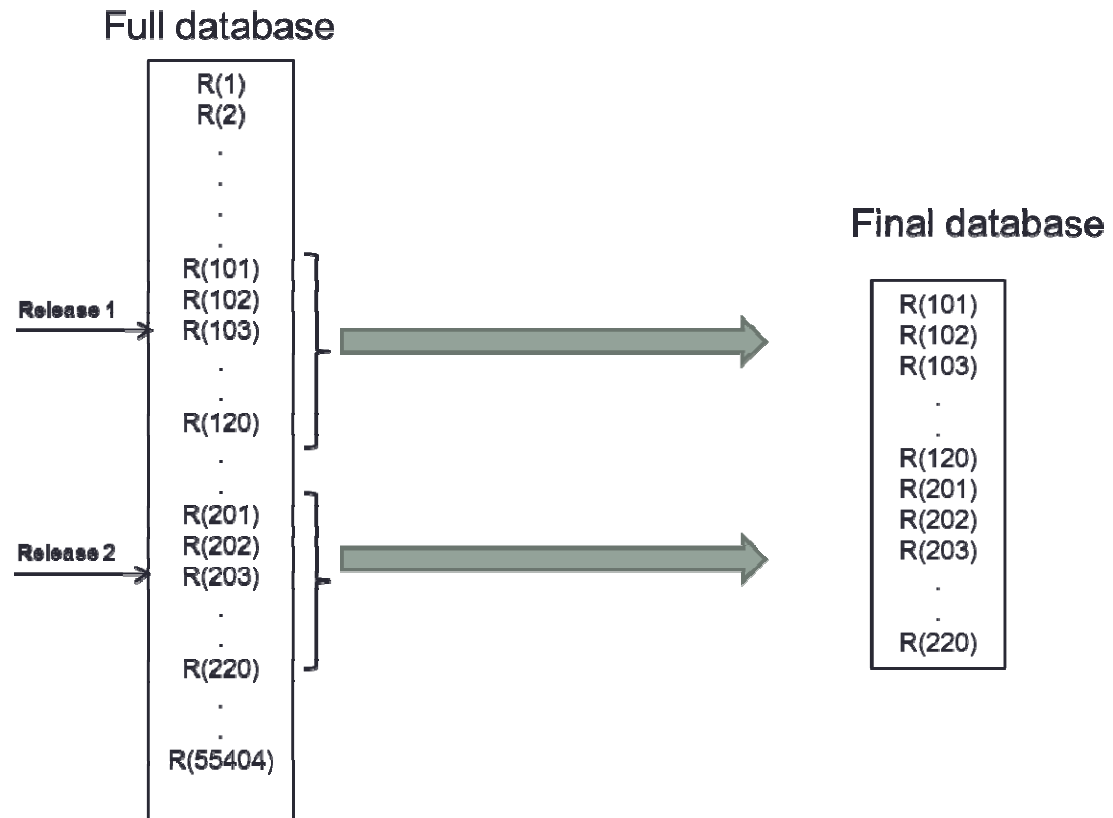 Full database
R(1)
R(2)
.
.
.
.
R(101)
R(102)
Release 1
R(103)
.
.
R(120)
.
.
R(201)
Release 2
R(202)
R(203)
.
.
R(220)
.
.
R(55404)
Final database
R(101)
R(102)
R(103)
.
.
R(120)
R(201)
R(202)
R(203)
.
.
R(220)